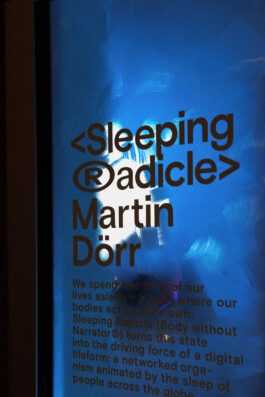 <Sleeping
®adicle>
Martin
Dörr
We spend of our
lives asleep where our
bodies act own.
Sleeping Radicle (Body without
Narrator®) turns this state
into the driving force of a digital
lifeform: a networked orga-
nism animated by the sleep of
people across the globe